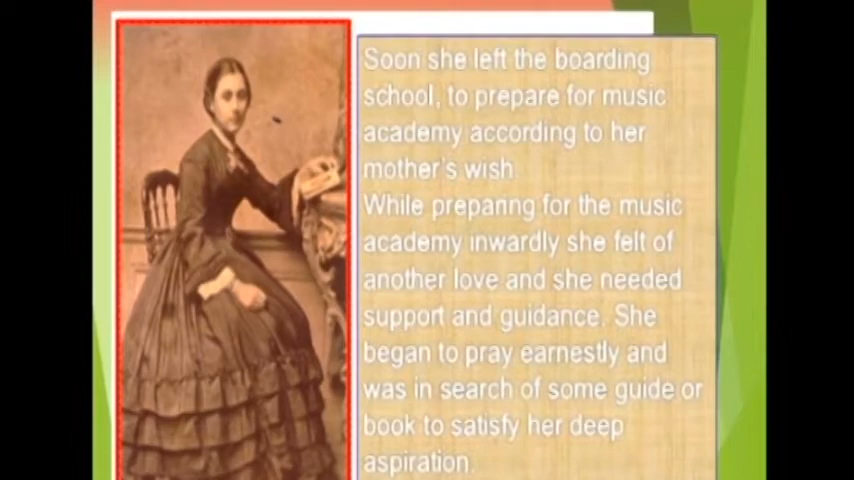 Soon she left the boarding
school, to prepare for music
academy according to her
mother's wish.
While preparing for the music
academy inwardly she felt of
another love and she needed
support and guidance. She
began to pray earnestly and
was in search of some guide or
book to satisfy her deep
aspiration.